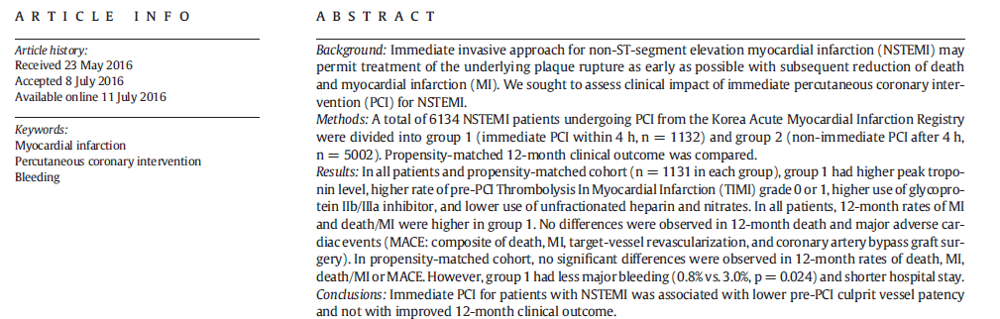 ARTICLE INFO
Article history:
Received 23 May 2016
Accepted 8 July 2016
Available online 11 July 2016
Keywords:
Myocardial infarction
Percutaneous coronary intervention
Bleeding
ABSTRACT
Background: Immediate invasive approach for non-ST-segment elevation myocardial infarction (NSTEMI) may
permit treatment of the underlying plaque rupture as early as possible with subsequent reduction of death
and myocardial infarction (MI). We sought to assess clinical impact of immediate percutaneous coronary inter-
vention (PCI) for NSTEMI.
Methods: A total of 6134 NSTEMI patients undergoing PCI from the Korea Acute Myocardial Infarction Registry
were divided into group 1 (immediate PCI within 4 h, n = 1132) and group 2 (non-immediate PCI after 4 h,
n = 5002). Propensity-matched 12-month clinical outcome was compared.
Results: In all patients and propensity-matched cohort (n = 1131 in each group), group 1 had higher peak tropo-
nin level, higher rate of pre-PCI Thrombolysis In Myocardial Infarction (TIMI) grade 0 or 1, higher use of glycopro-
tein IIb/IIIa inhibitor, and lower use of unfractionated heparin and nitrates. In all patients, 12-month rates of MI
and death/MI were higher in group 1. No differences were observed in 12-month death and major adverse car-
diac events (MACE: composite of death, MI, target-vessel revascularization, and coronary artery bypass graft sur-
gery). In propensity-matched cohort, no significant differences were observed in 12-month rates of death, MI,
death/MI or MACE. However, group 1 had less major bleeding (0.8% vs. 3.0%, p = 0.024) and shorter hospital stay.
Conclusions: Immediate PCI for patients with NSTEMI was associated with lower pre-PCI culprit vessel patency
and not with improved 12-month clinical outcome.